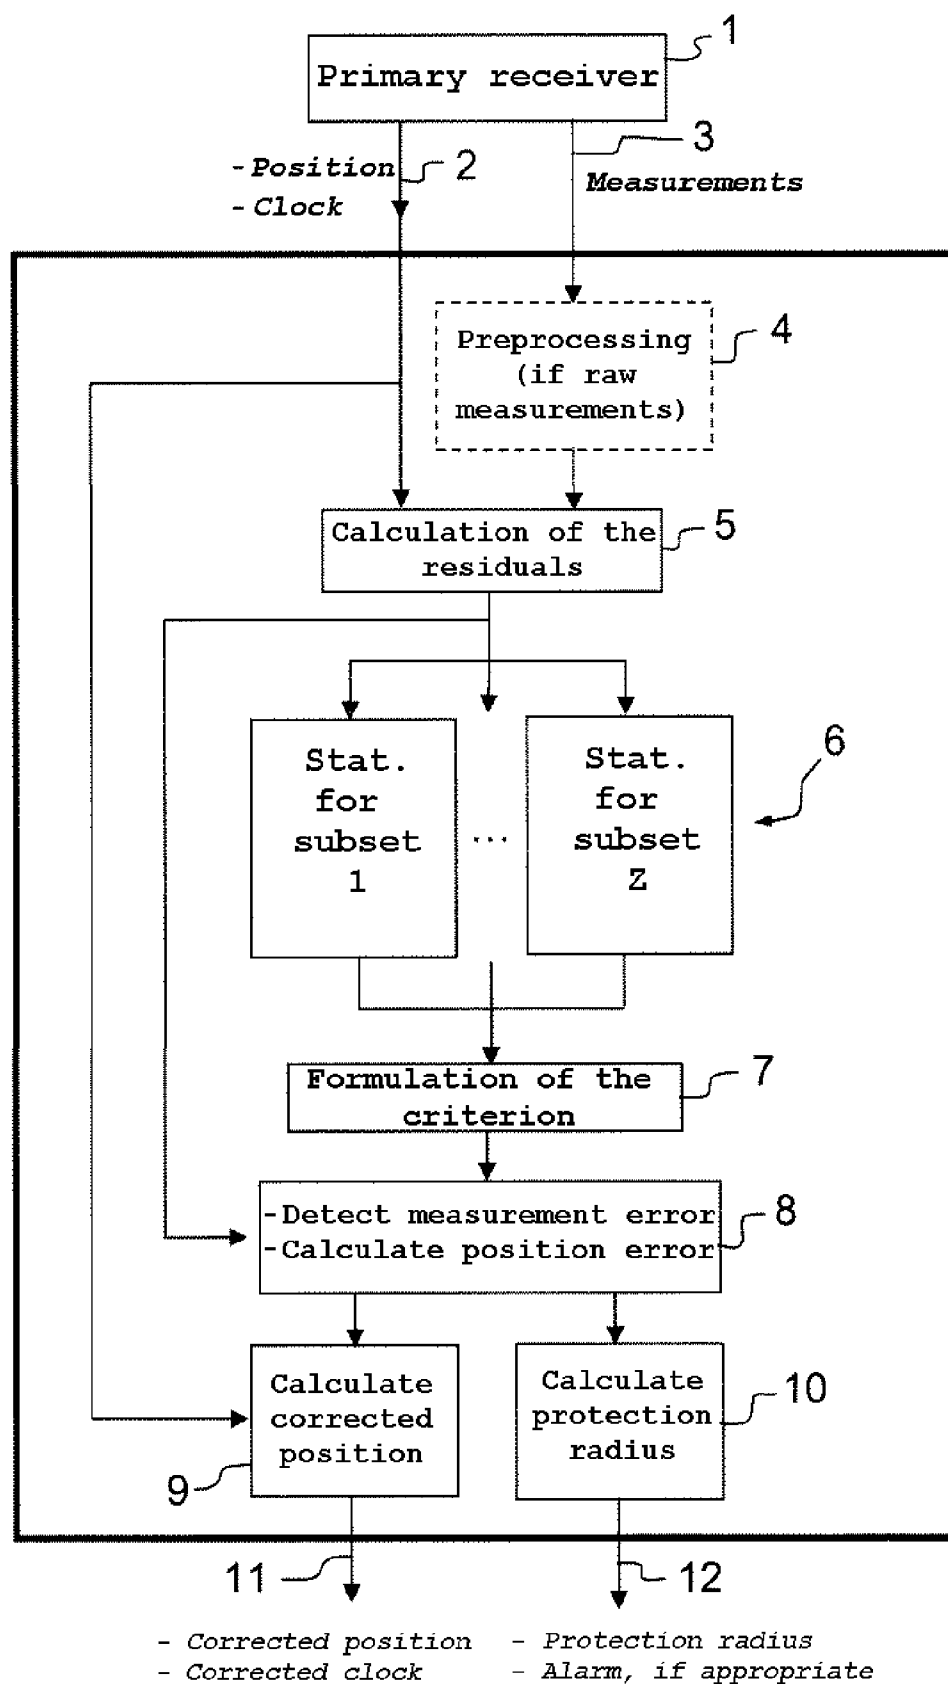 1
Primary receiver
2
3
- Position
- Clock
Measurements
4
Preprocessing
(if raw
measurements)
5
Calculation of the
residuals
6
Stat.
for
subset
1
...
Stat.
for
subset
Z
7
Formulation of the
criterion
8
- Detect measurement error
- Calculate position error
Calculate
corrected
position
9
Calculate
protection
radius
10
11
12
- Corrected position
- Corrected clock
- Protection radius
- Alarm, if appropriate